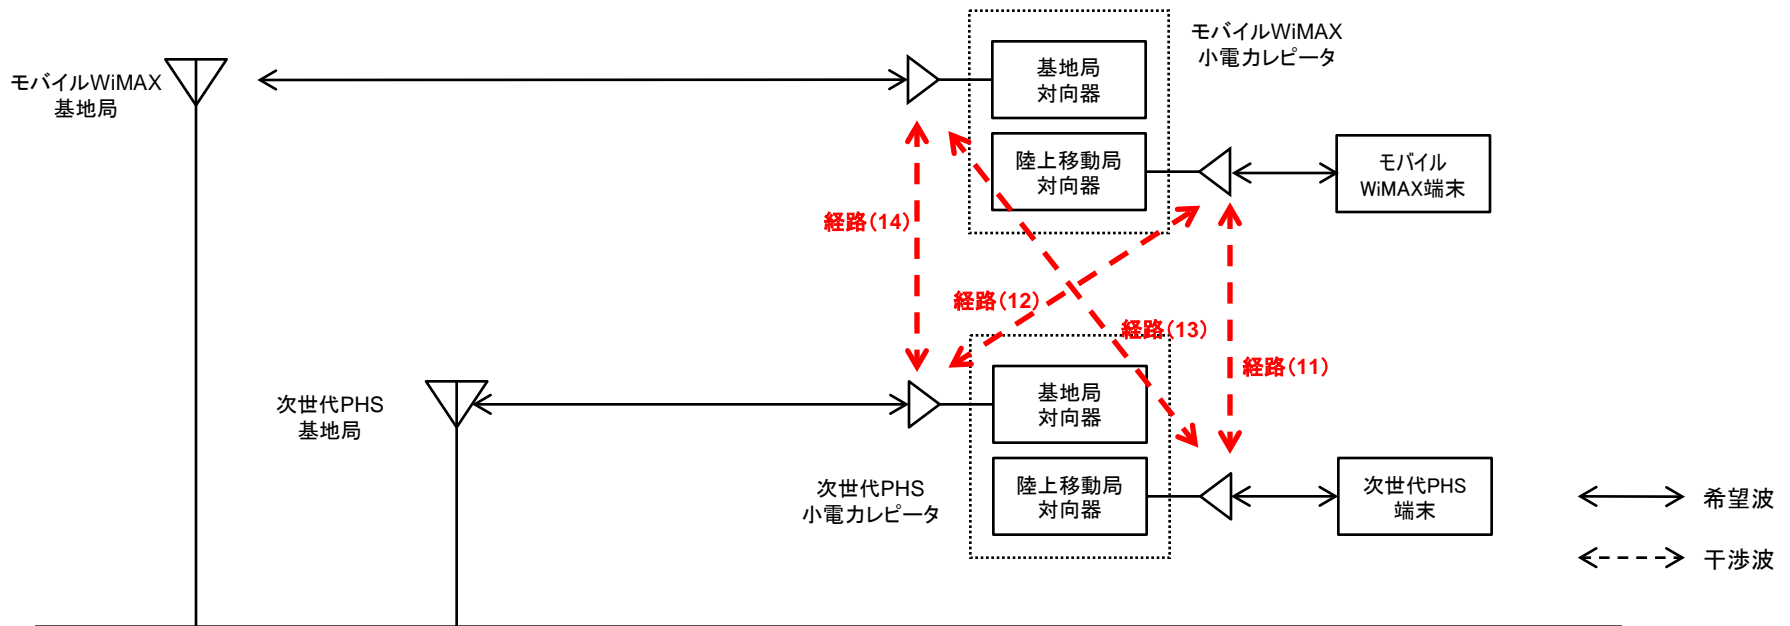 モバイルWiMAX
基地局
基地局
対向器
陸上移動局
対向器
モバイルWiMAX
小電力レピータ
モバイル
WiMAX端末
経路(14)
経路(12)
経路(13)
経路(11)
次世代PHS
基地局
基地局
対向器
陸上移動局
対向器
次世代PHS
小電力レピータ
次世代PHS
端末
希望波
干渉波